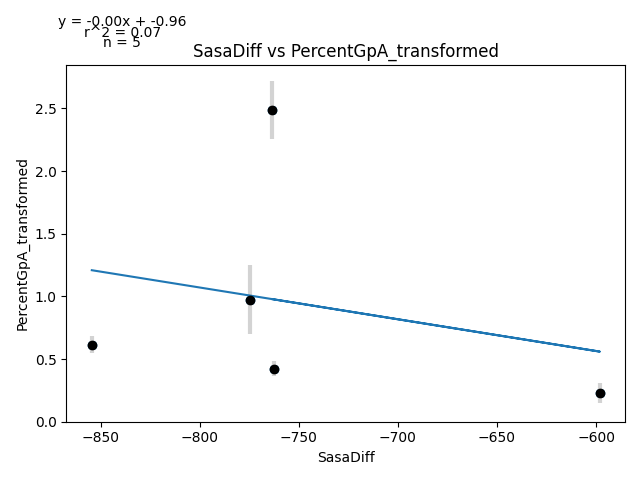 y = -0.00x + -0.96
r^2 = 0.07
n = 5
SasaDiff vs PercentGpA_transformed
PercentGpA_transformed
2.5
2.0
1.5
1.0
0.5
0.0
−850
−800
−750
−700
−650
−600
SasaDiff